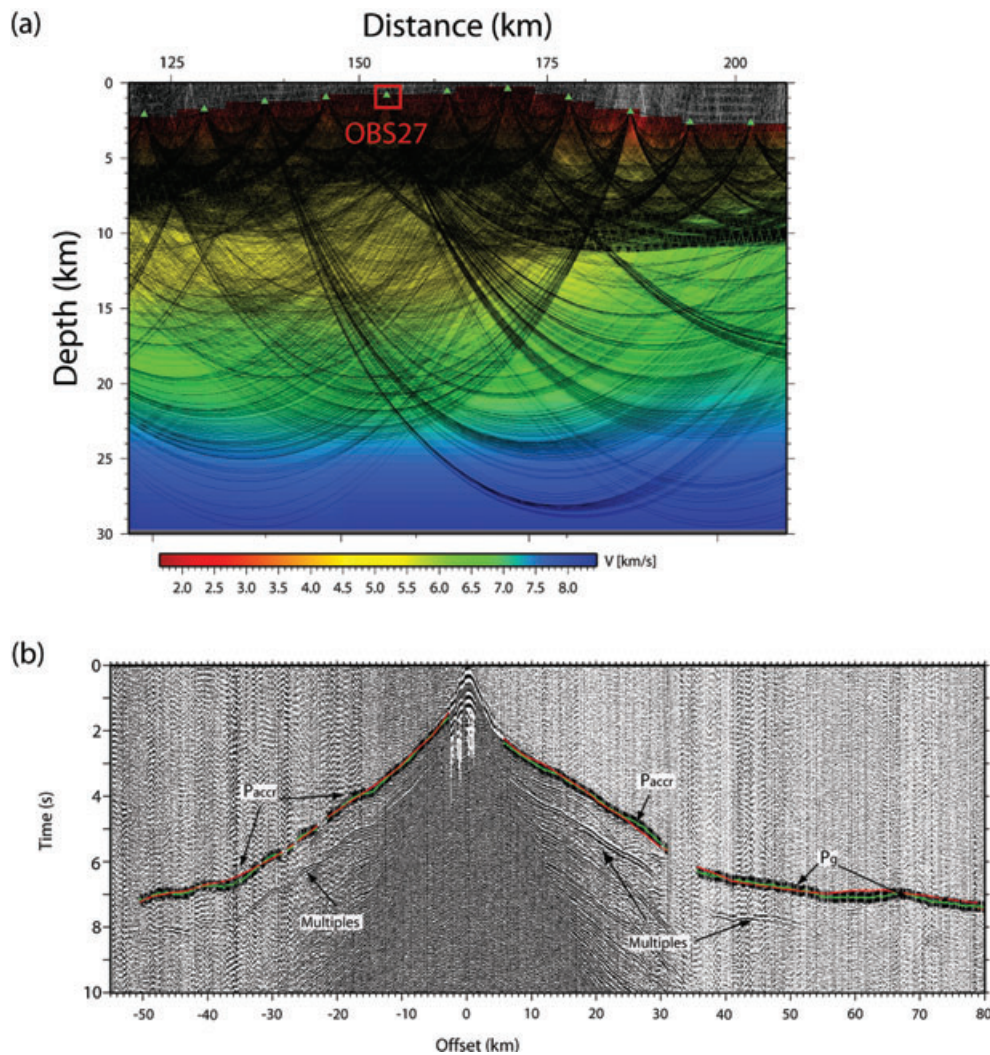 (a)
Distance (km)
125 150 175 200
Depth (km)
0
5
10
15
20
25
30
OBS27
2.0 2.5 3.0 3.5 4.0 4.5 5.0 5.5 6.0 6.5 7.0 7.5 8.0
V [km/s]
(b)
Time (s)
0
2
4
6
8
10
Paccr
Paccr
Pg
Multiples
Multiples
-50 -40 -30 -20 -10 0 10 20 30 40 50 60 70 80
Offset (km)